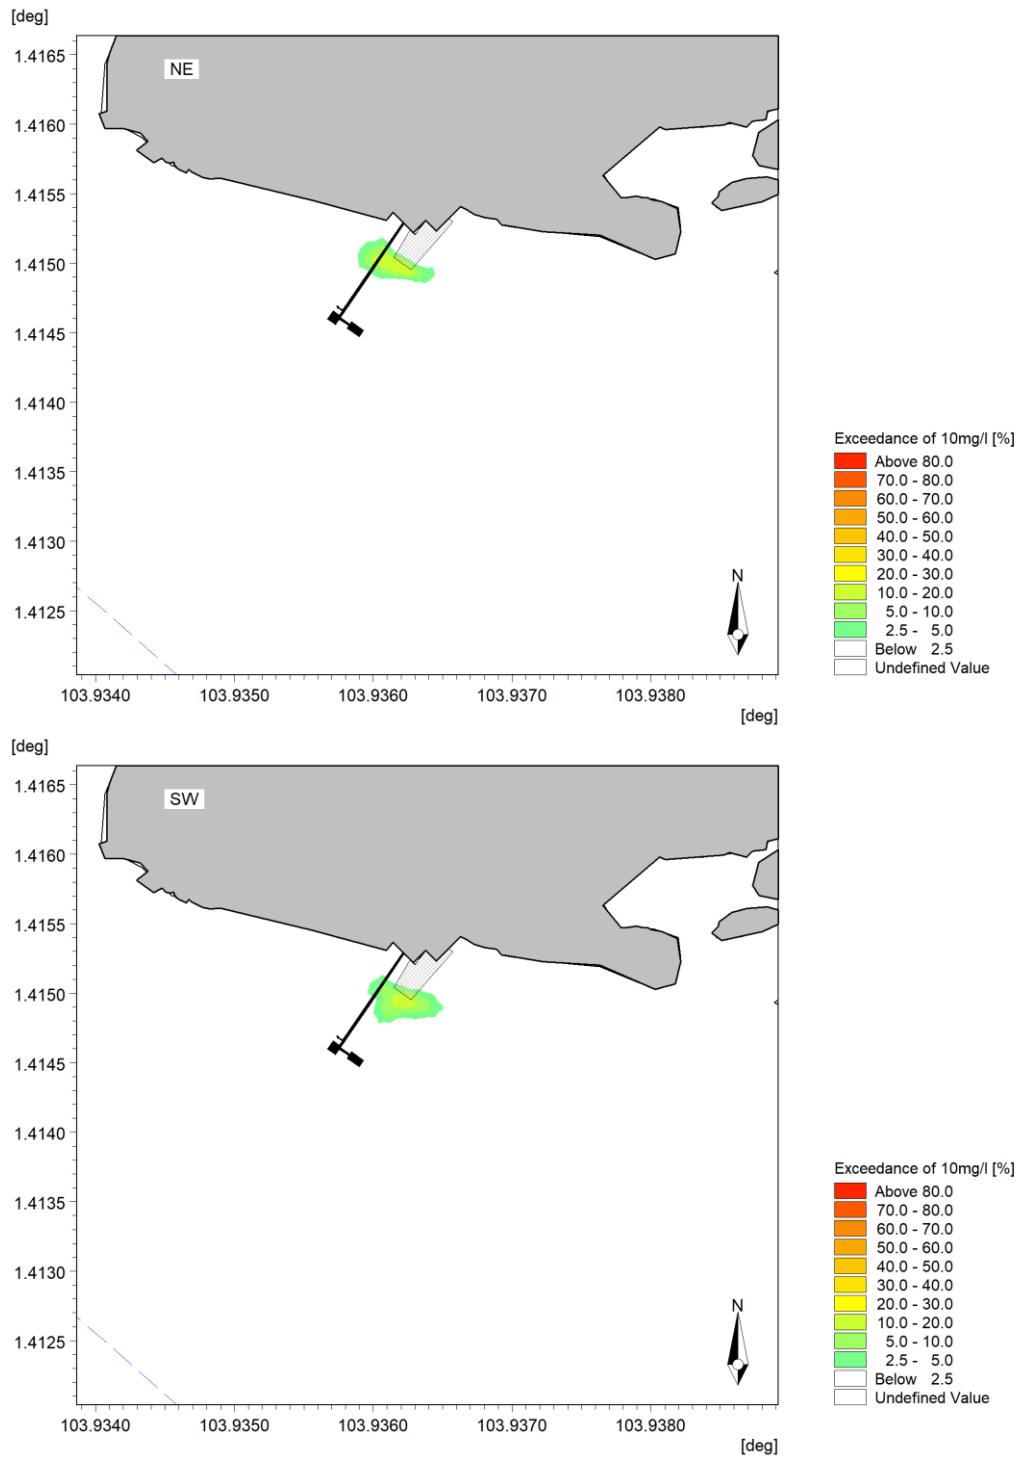 [deg]
1.4165
NE
1.4160
1.4155
1.4150
1.4145
1.4140
1.4135
1.4130
1.4125
N
103.9340 103.9350 103.9360 103.9370 103.9380
[deg]
Exceedance of 10mg/l [%]
Above 80.0
70.0 - 80.0
60.0 - 70.0
50.0 - 60.0
40.0 - 50.0
30.0 - 40.0
20.0 - 30.0
10.0 - 20.0
5.0 - 10.0
2.5 - 5.0
Below 2.5
Undefined Value
[deg]
1.4165
SW
1.4160
1.4155
1.4150
1.4145
1.4140
1.4135
1.4130
1.4125
N
103.9340 103.9350 103.9360 103.9370 103.9380
[deg]
Exceedance of 10mg/l [%]
Above 80.0
70.0 - 80.0
60.0 - 70.0
50.0 - 60.0
40.0 - 50.0
30.0 - 40.0
20.0 - 30.0
10.0 - 20.0
5.0 - 10.0
2.5 - 5.0
Below 2.5
Undefined Value